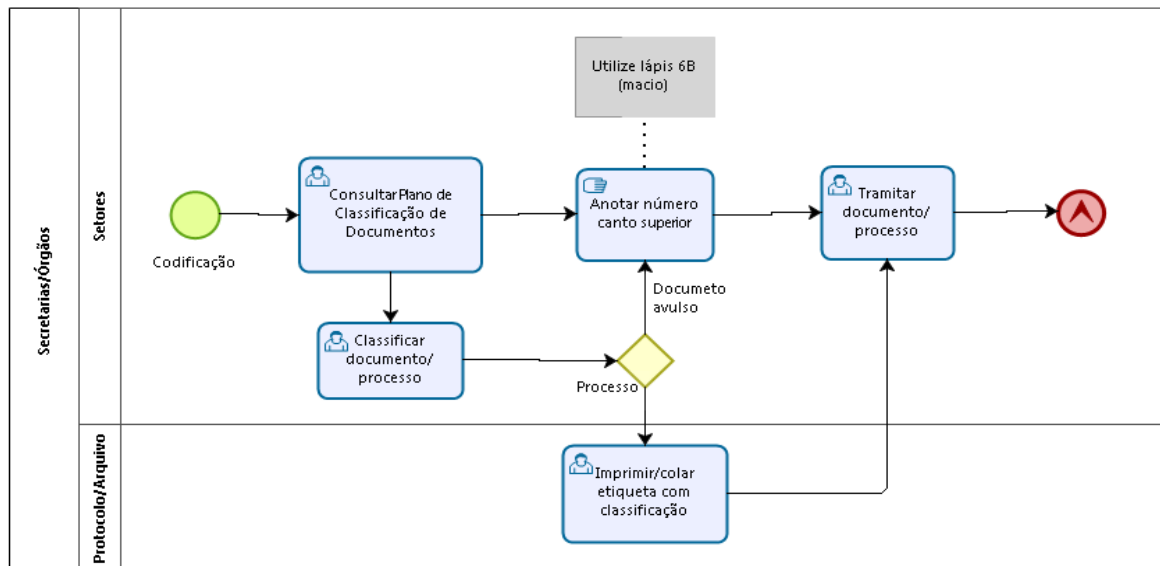 Secretarias/Órgãos
Setores
Utilize lápis 6B
(macio)
Codificação
ConsultarPlano de
Classificação de
Documentos
Anotar número
canto superior
Tramitar
documento/
processo
Documeto
avulso
Classificar
documento/
processo
Processo
Protocolo/Arquivo
Imprimir/colar
etiqueta com
classificação